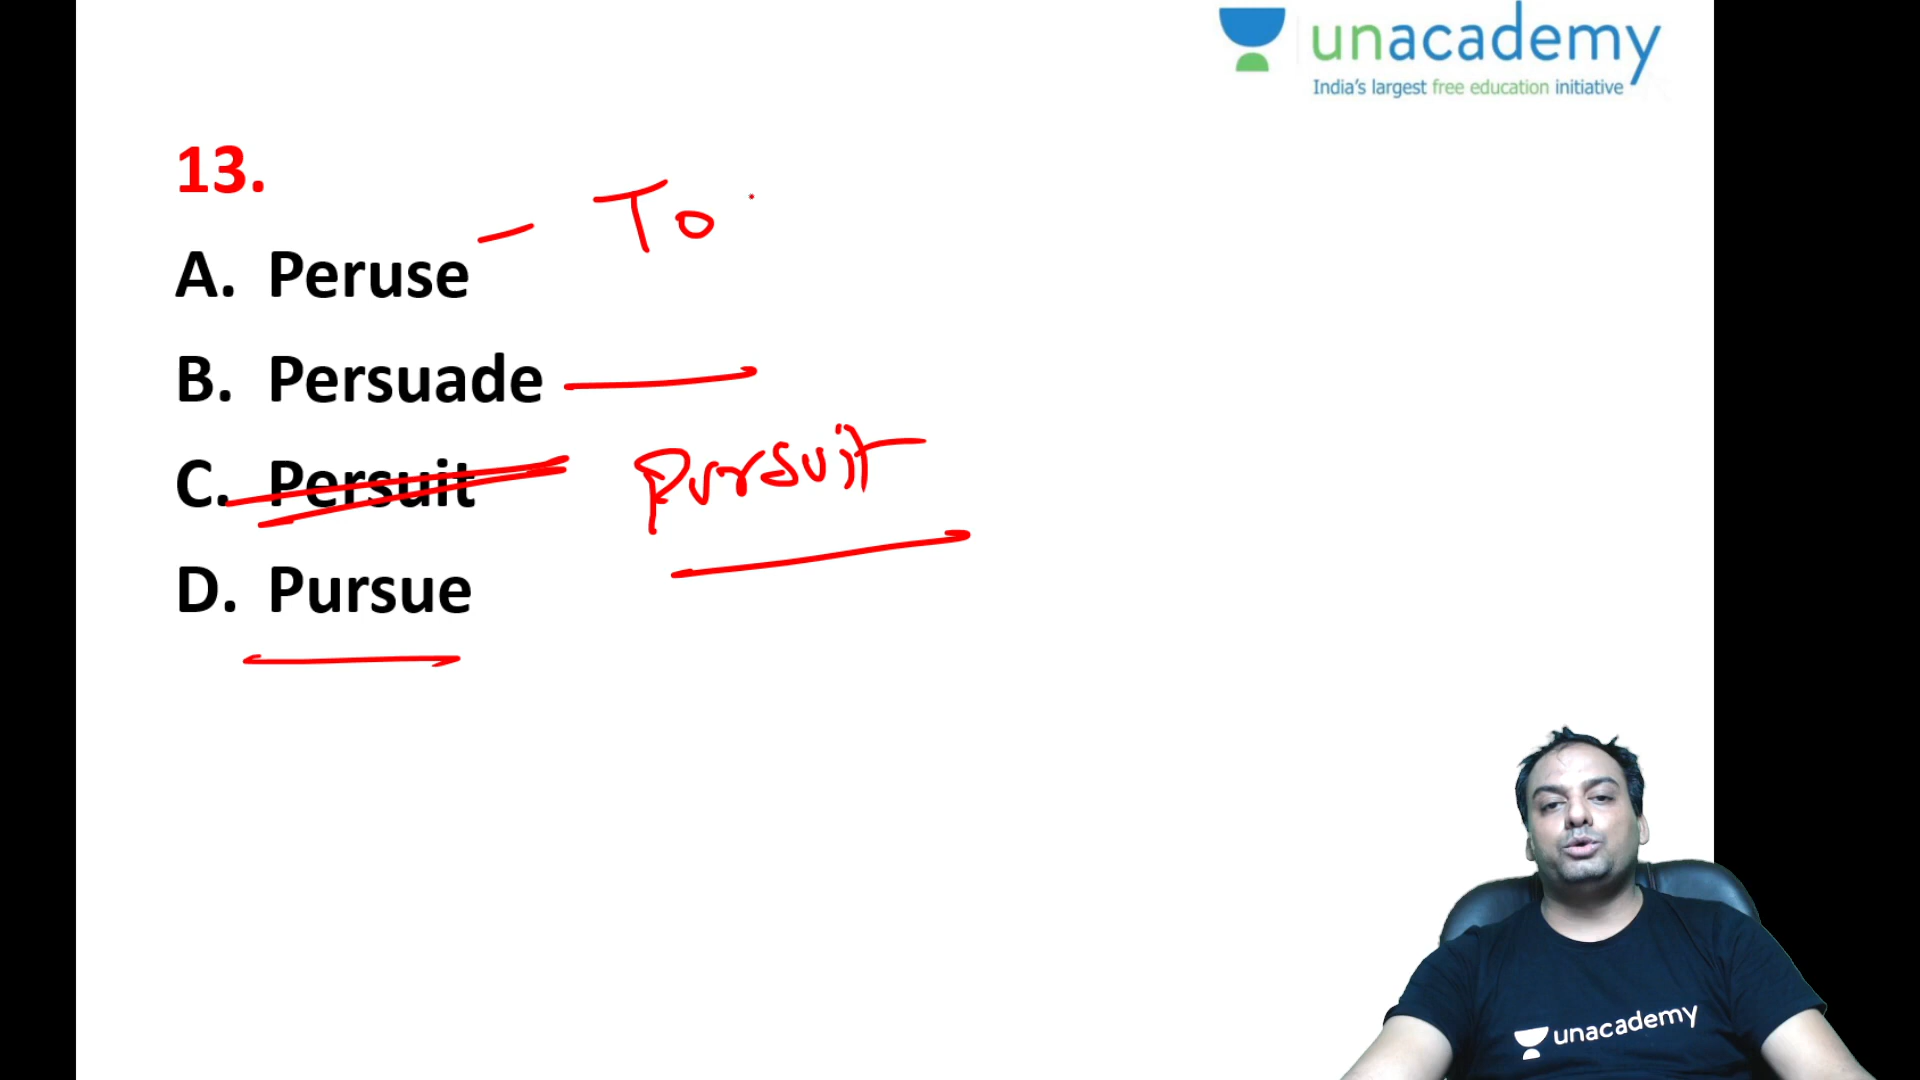 unacademy
India's largest free education initiative
13.
A. Peruse - To
B. Persuade
C. Persuit Pursuit
D. Pursue
unacademy